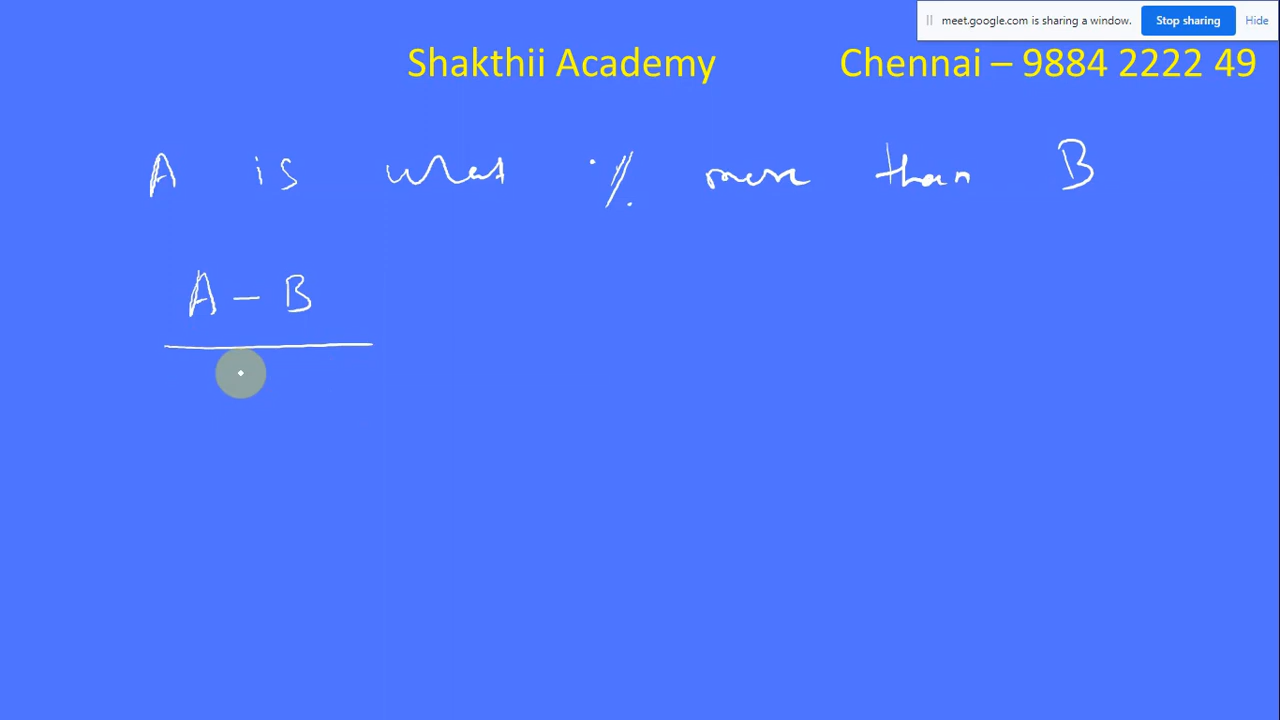 meet.google.com is sharing a window. Stop sharing Hide
Shakthii Academy Chennai – 9884 2222 49
A is what % more than B
A – B